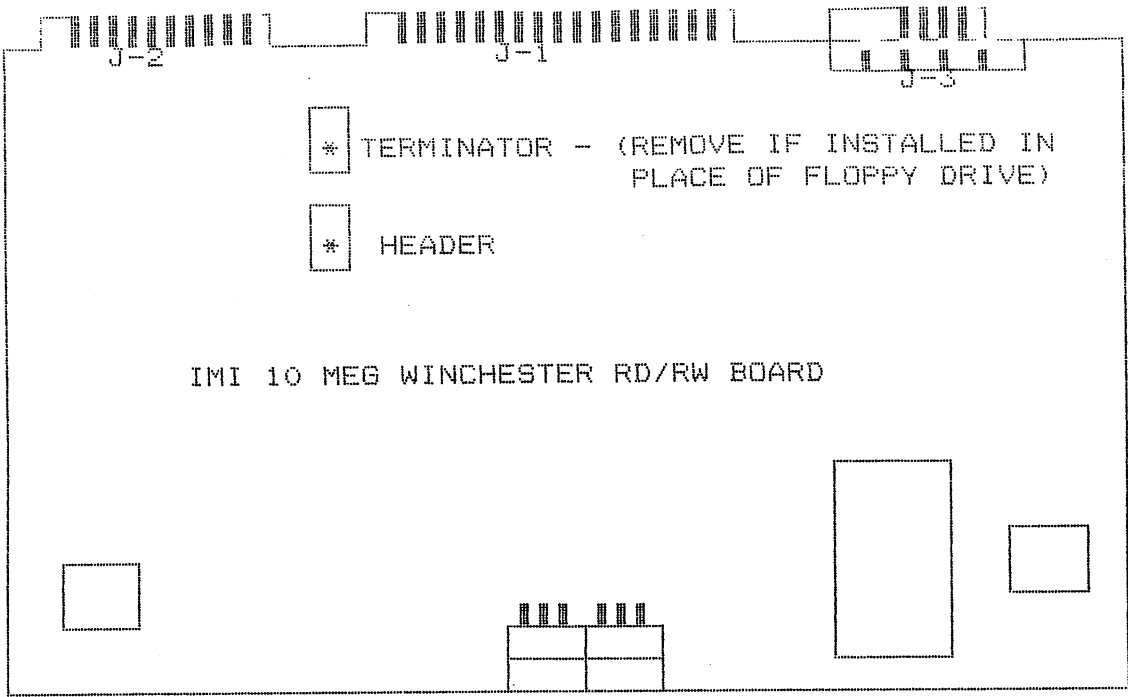 J-2
J-1
J-3
* TERMINATOR - (REMOVE IF INSTALLED IN
PLACE OF FLOPPY DRIVE)
* HEADER
IMI 10 MEG WINCHESTER RD/RW BOARD